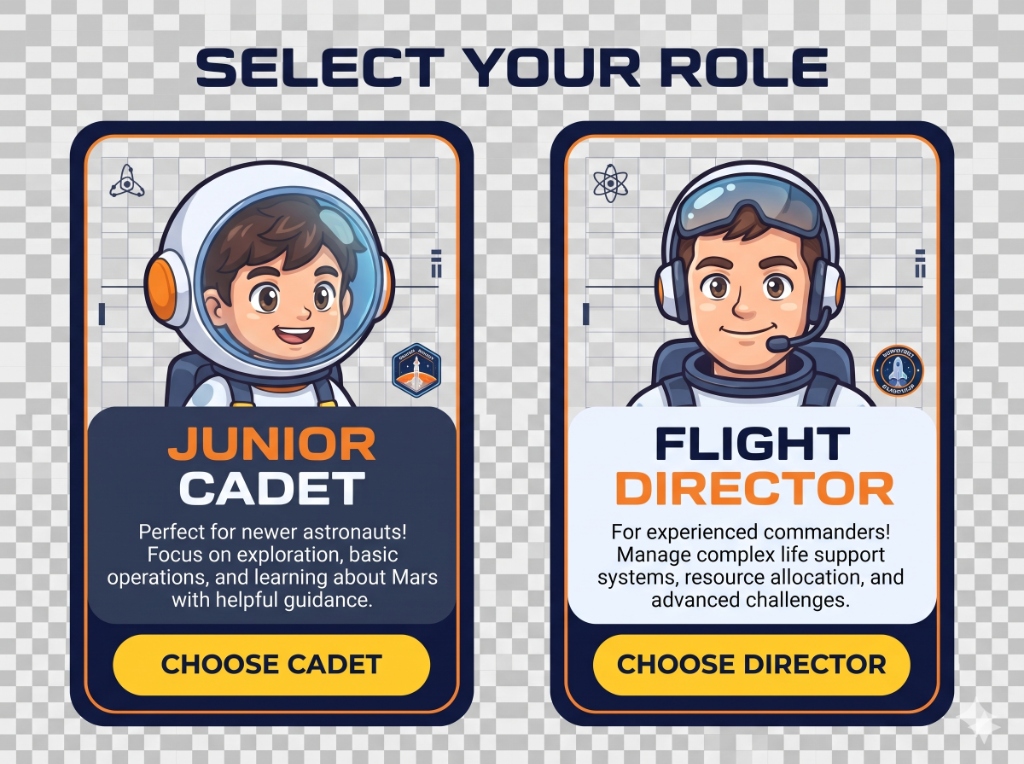 SELECT YOUR ROLE
JUNIOR
CADET
Perfect for newer astronauts!
Focus on exploration, basic
operations, and learning about Mars
with helpful guidance.
CHOOSE CADET
FLIGHT
DIRECTOR
For experienced commanders!
Manage complex life support
systems, resource allocation, and
advanced challenges.
CHOOSE DIRECTOR